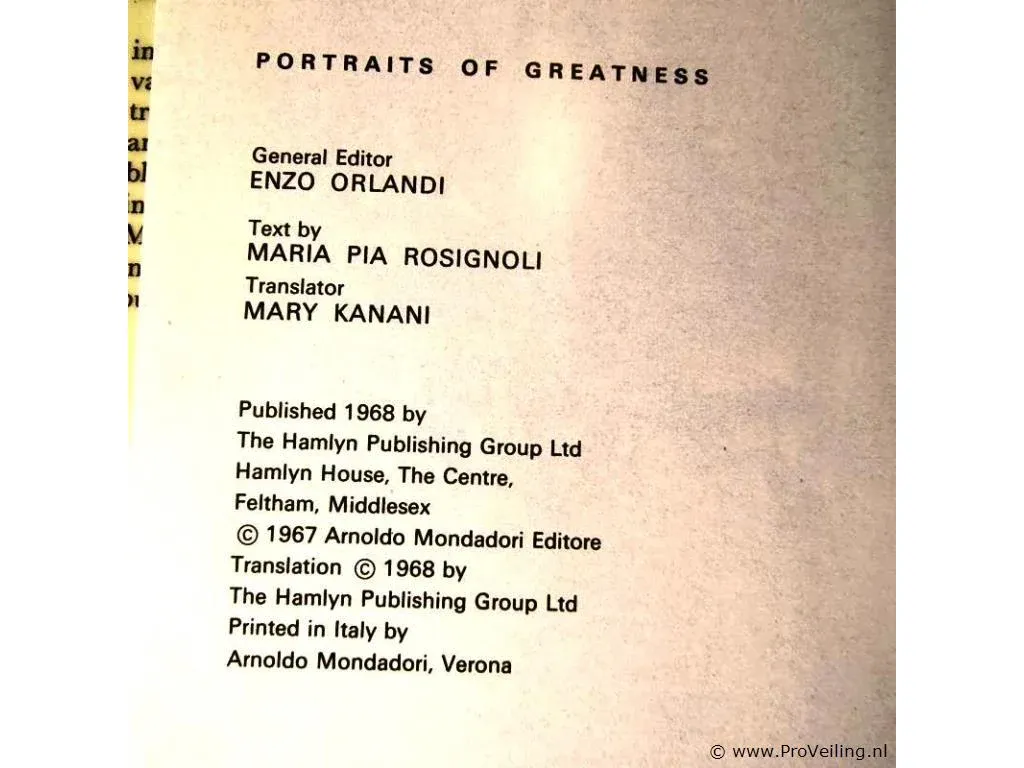 PORTRAITS OF GREATNESS
General Editor
ENZO ORLANDI
Text by
MARIA PIA ROSIGNOLI
Translator
MARY KANANI
Published 1968 by
The Hamlyn Publishing Group Ltd
Hamlyn House, The Centre,
Feltham, Middlesex
© 1967 Arnoldo Mondadori Editore
Translation © 1968 by
The Hamlyn Publishing Group Ltd
Printed in Italy by
Arnoldo Mondadori, Verona
© www.ProVeiling.nl